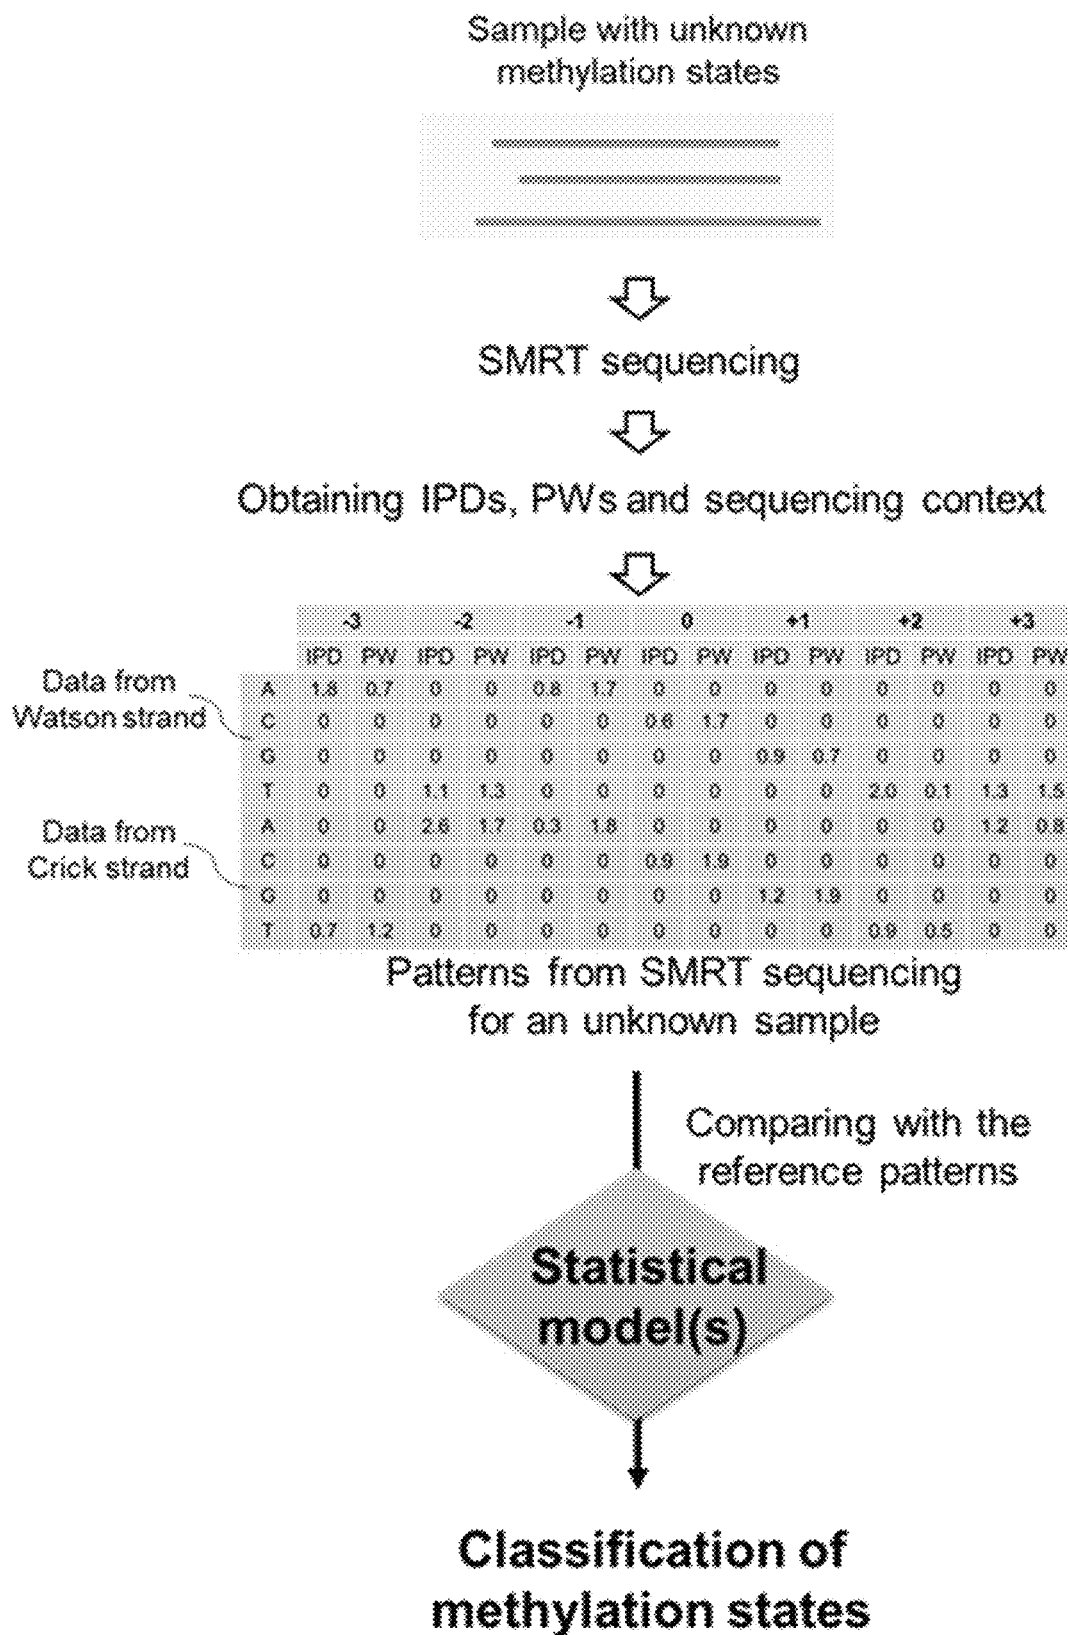 Sample with unknown
methylation states
SMRT sequencing
Obtaining IPDs, PWs and sequencing context
-3 -2 -1 0 +1 +2 +3
IPD PW IPD PW IPD PW IPD PW IPD PW IPD PW IPD PW
Data from
Watson strand
A 1.8 0.7 0 0 0.8 1.7 0 0 0 0 0 0 0 0
C 0 0 0 0 0 0 0.6 1.7 0 0 0 0 0 0
G 0 0 0 0 0 0 0 0 0.9 0.7 0 0 0 0
T 0 0 1.1 1.3 0 0 0 0 0 0 2.0 0.1 1.3 1.5
Data from
Crick strand
A 0 0 2.6 1.7 0.3 1.8 0 0 0 0 0 0 1.2 0.8
C 0 0 0 0 0 0 0.9 1.9 0 0 0 0 0 0
G 0 0 0 0 0 0 0 0 1.2 1.9 0 0 0 0
T 0.7 1.2 0 0 0 0 0 0 0 0 0.9 0.5 0 0
Patterns from SMRT sequencing
for an unknown sample
Comparing with the
reference patterns
Statistical
model(s)
Classification of
methylation states